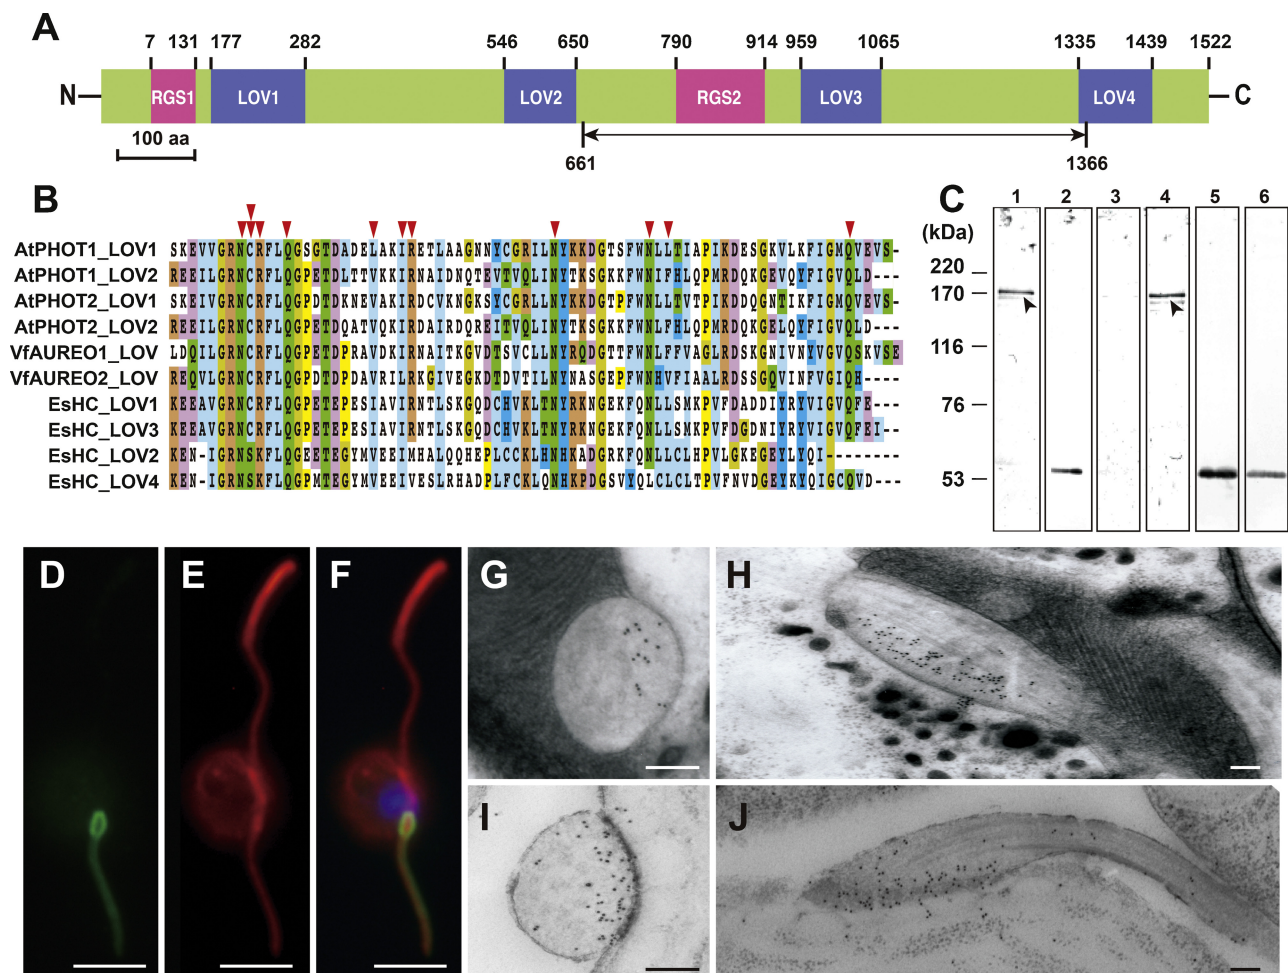 A
7 131 177 282 546 650 790 914 959 1065 1335 1439 1522
N RGS1 LOV1 LOV2 RGS2 LOV3 LOV4 C
100 aa
661 1366
B
AtPHOT1_LOV1 SKEVVGRNCRFLQGSGTDADELAKIRETLAAGNNYCGRILNYKKDGTSFWNLLTIAPIKDESGKVLKFIGMQVEVS-
AtPHOT1_LOV2 REEILGRNCRFLQGPETDLTTVKKIRNAIDNQTEVTVQLINYTKSGKKFWNIFHLQPMRDQKGEVQYFIGVQLD---
AtPHOT2_LOV1 SKEIVGRNCRFLQGPDTDKNEVAKIRDCVKNGKSYCGRLLNYKKDGTPFWNLLTVTPIKDDQGNTIKFIGMQVEVS-
AtPHOT2_LOV2 REEILGRNCRFLQGPETDQATVQKIRDAIRDQREITVQLINYTKSGKKFWNLFHLQPMRDQKGELQYFIGVQLD---
VfAUREO1_LOV LDQILGRNCRFLQGPETDPRAVDKIRNAITKGVDTSVCLLNYRQDGTTFWNLFFVAGLRDSKGNIVNYVGVQSKVSE
VfAUREO2_LOV REQVLGRNCRFLQGPDTDPDAVRILRKGIVEGKDTDVTILNYNASGEPFWNHVFIAALRDSSGQVINFVGIQH----
EsHC_LOV1 KEEAVGRNCRFLQGPETEPESIAVIRNTLSKGQDCHVKLTNYRKNGEKFQNLLSMKPVFDADDIYRYVIGVQFE---
EsHC_LOV3 KEEAVGRNCRFLQGPETEPESIAVIRNTLSKGQDCHVKLTNYRKNGEKFQNLLSMKPVFDGDNIYRYVIGVQFEI--
EsHC_LOV2 KEN-IGRNSKFLQGEETEGYMVEEIMHALQQHEPLCCKLHNHKADGRKFQNLLCLHPVLGKEGEYLYQI--------
EsHC_LOV4 KEN-IGRNSKFLQGPMTEGYMVEEIVESLRHADPLFCKLQNHKPDGSVYQLCLCLTPVFNVDGEYKYQIGCQVD---
C
(kDa)
1 2 3 4 5 6
220
170
116
76
53
D E F G H
I J